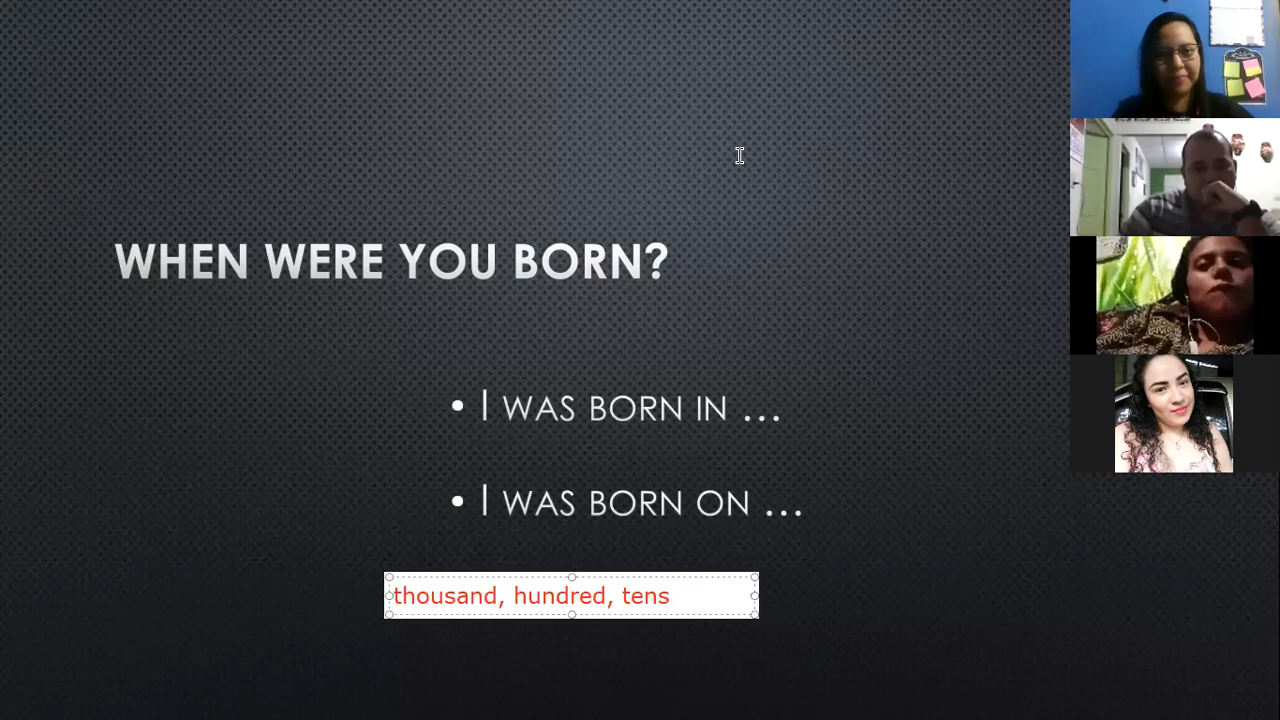 WHEN WERE YOU BORN?
• I WAS BORN IN ...
• I WAS BORN ON ...
thousand, hundred, tens